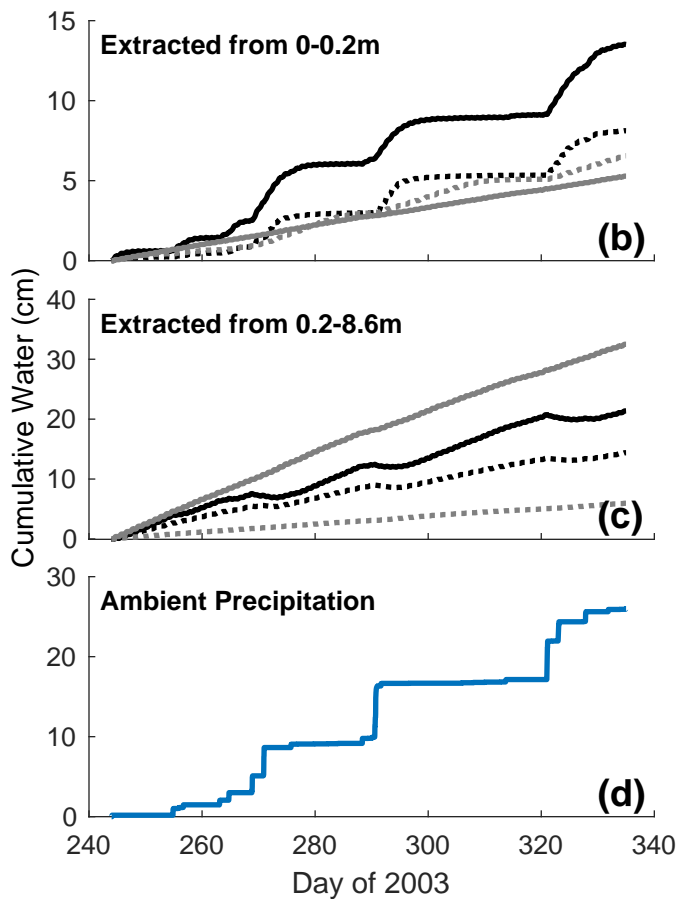 15
Extracted from 0-0.2m
10
5
0
(b)
Cumulative Water (cm)
40
Extracted from 0.2-8.6m
30
20
10
0
(c)
30
Ambient Precipitation
20
10
0
(d)
240 260 280 300 320 340
Day of 2003